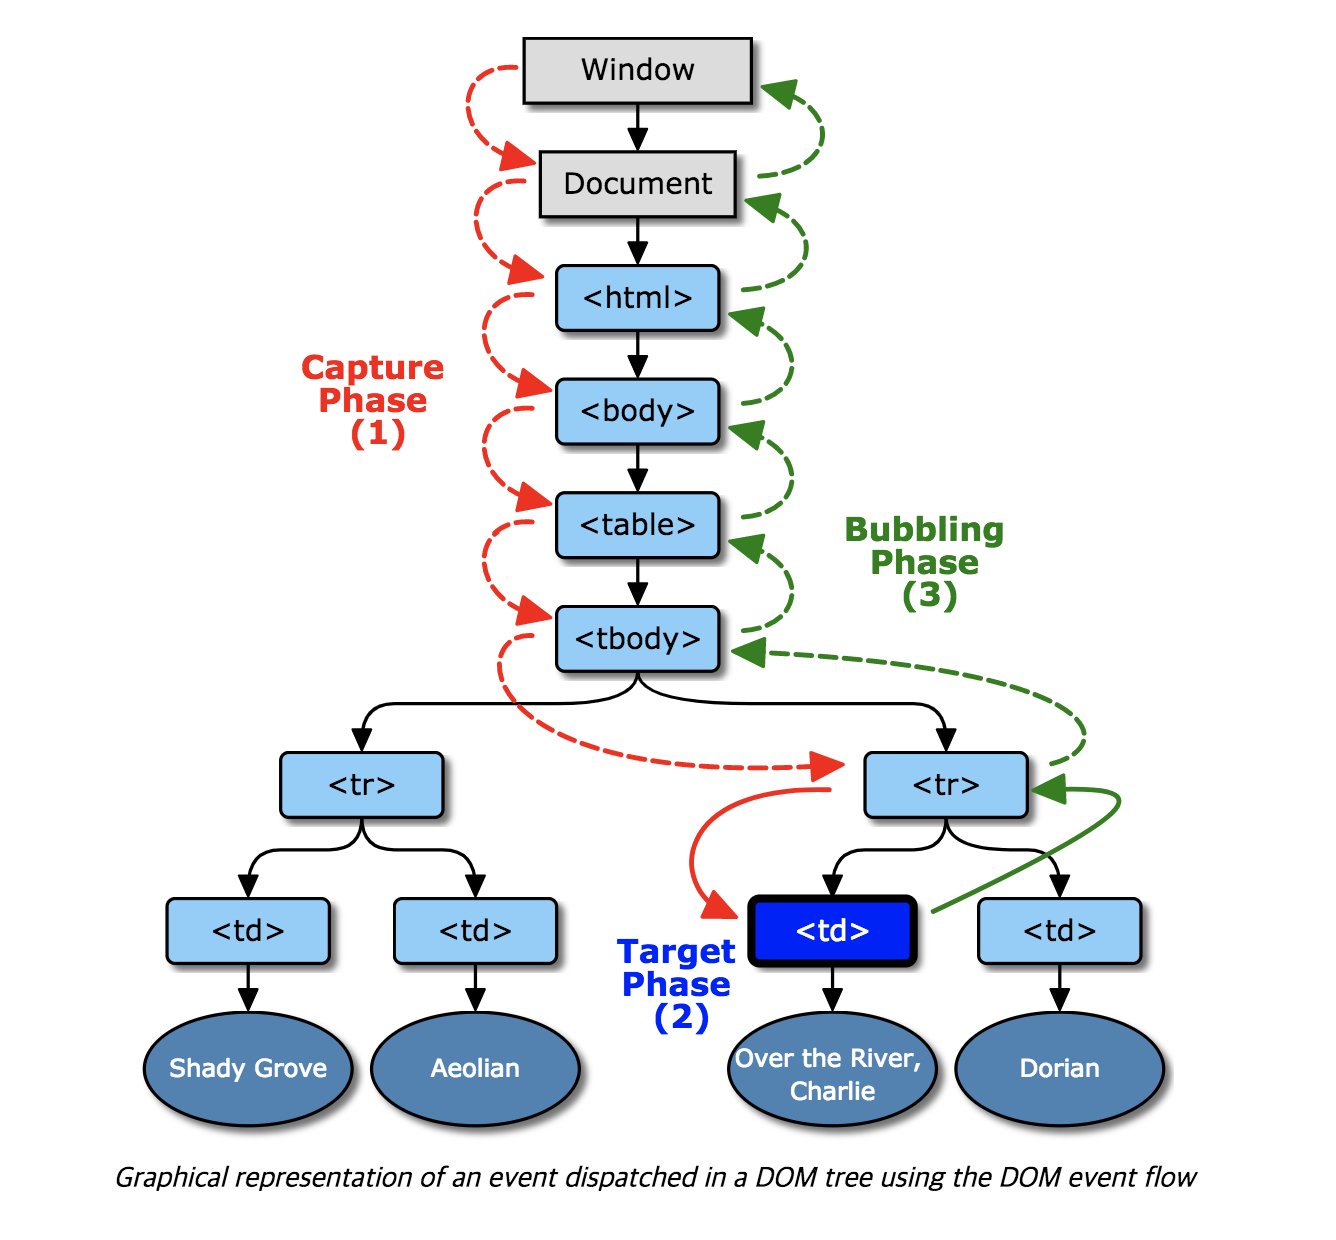 Window
Document
<html>
Capture
Phase
(1)
<body>
<table>
Bubbling
Phase
(3)
<tbody>
<tr>
<tr>
<td>
<td>
<td>
<td>
Target
Phase
(2)
Shady Grove
Aeolian
Over the River,
Charlie
Dorian
Graphical representation of an event dispatched in a DOM tree using the DOM event flow